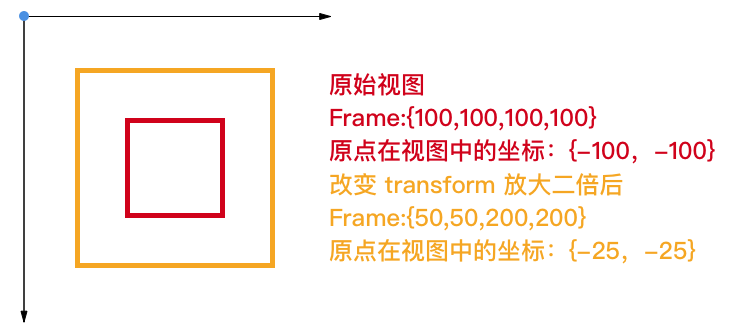 原始视图
Frame:{100,100,100,100}
原点在视图中的坐标：{-100，-100}
改变 transform 放大二倍后
Frame:{50,50,200,200}
原点在视图中的坐标：{-25，-25}